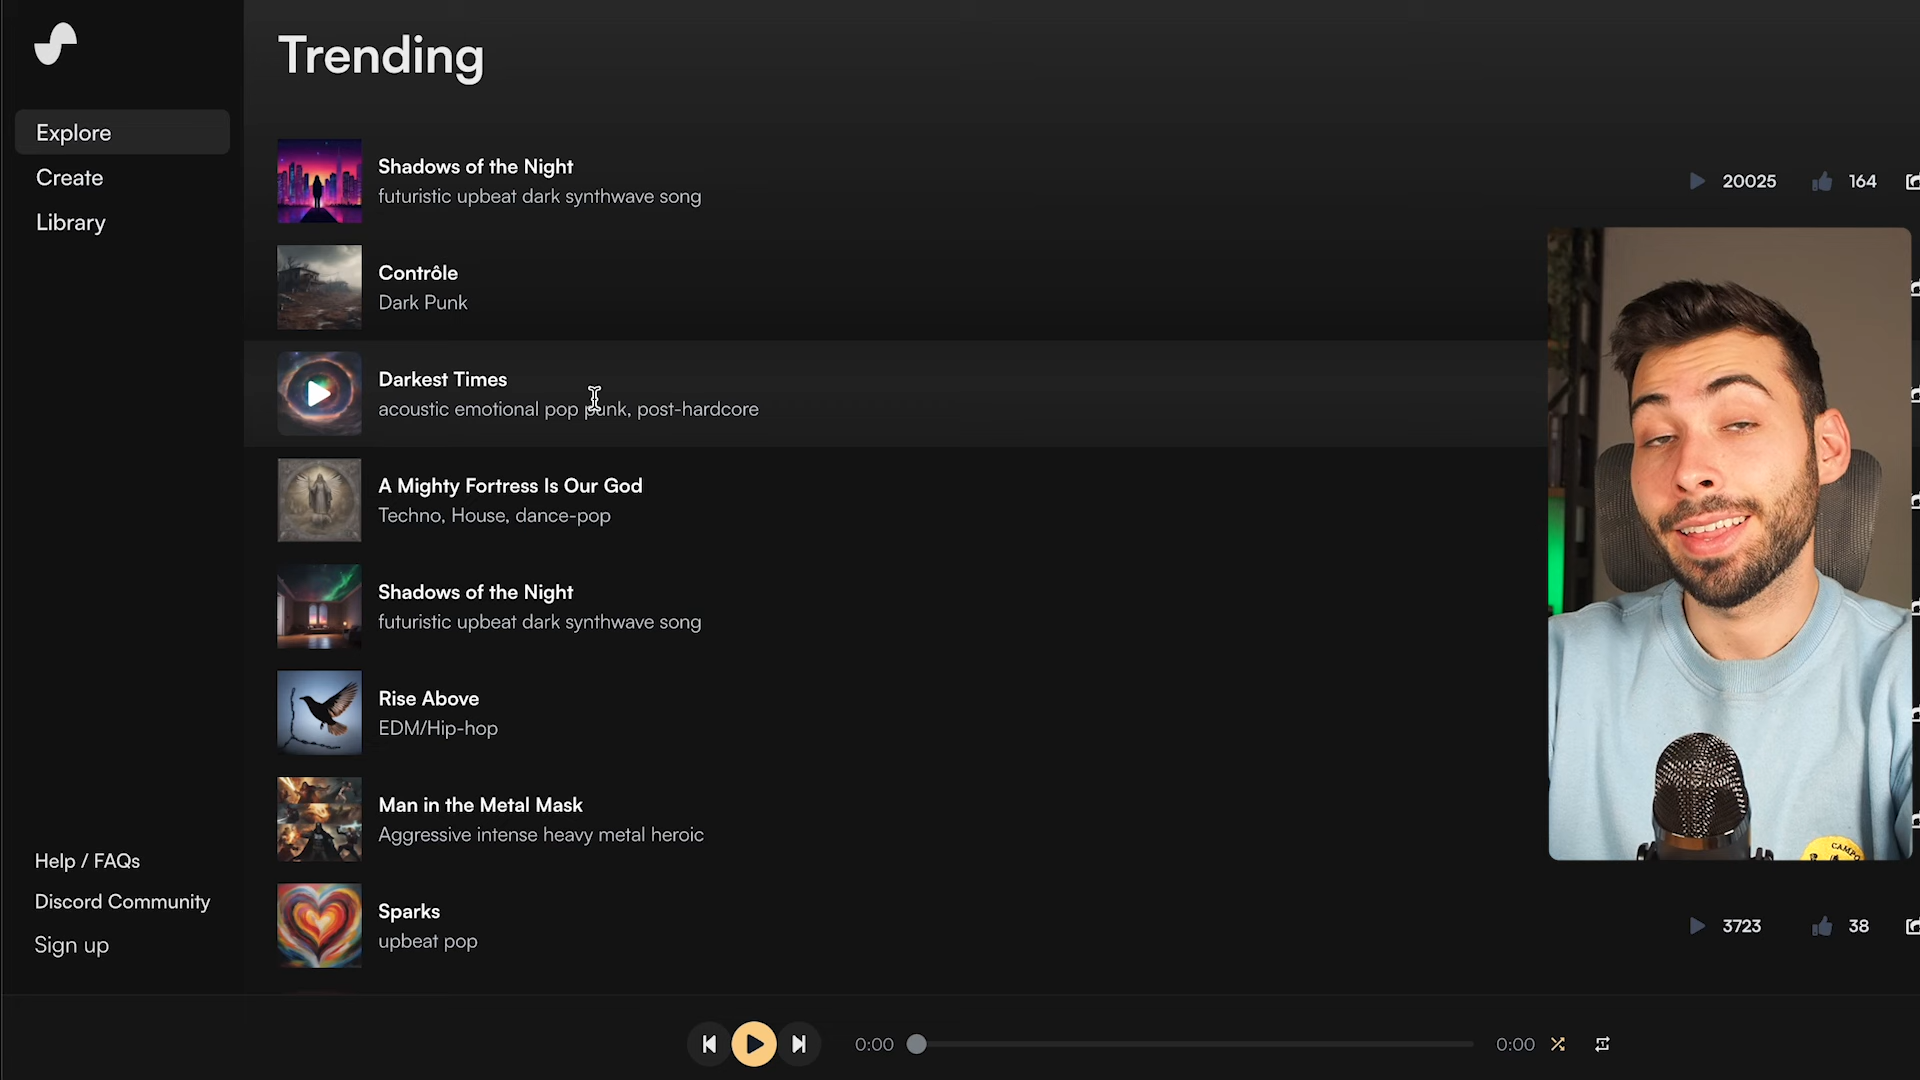 Trending
Explore
Create
Library
Shadows of the Night
futuristic upbeat dark synthwave song
20025
164
Contrôle
Dark Punk
Darkest Times
acoustic emotional pop punk, post-hardcore
A Mighty Fortress Is Our God
Techno, House, dance-pop
Shadows of the Night
futuristic upbeat dark synthwave song
Rise Above
EDM/Hip-hop
Man in the Metal Mask
Aggressive intense heavy metal heroic
Sparks
upbeat pop
3723
38
Help / FAQs
Discord Community
Sign up
0:00
0:00